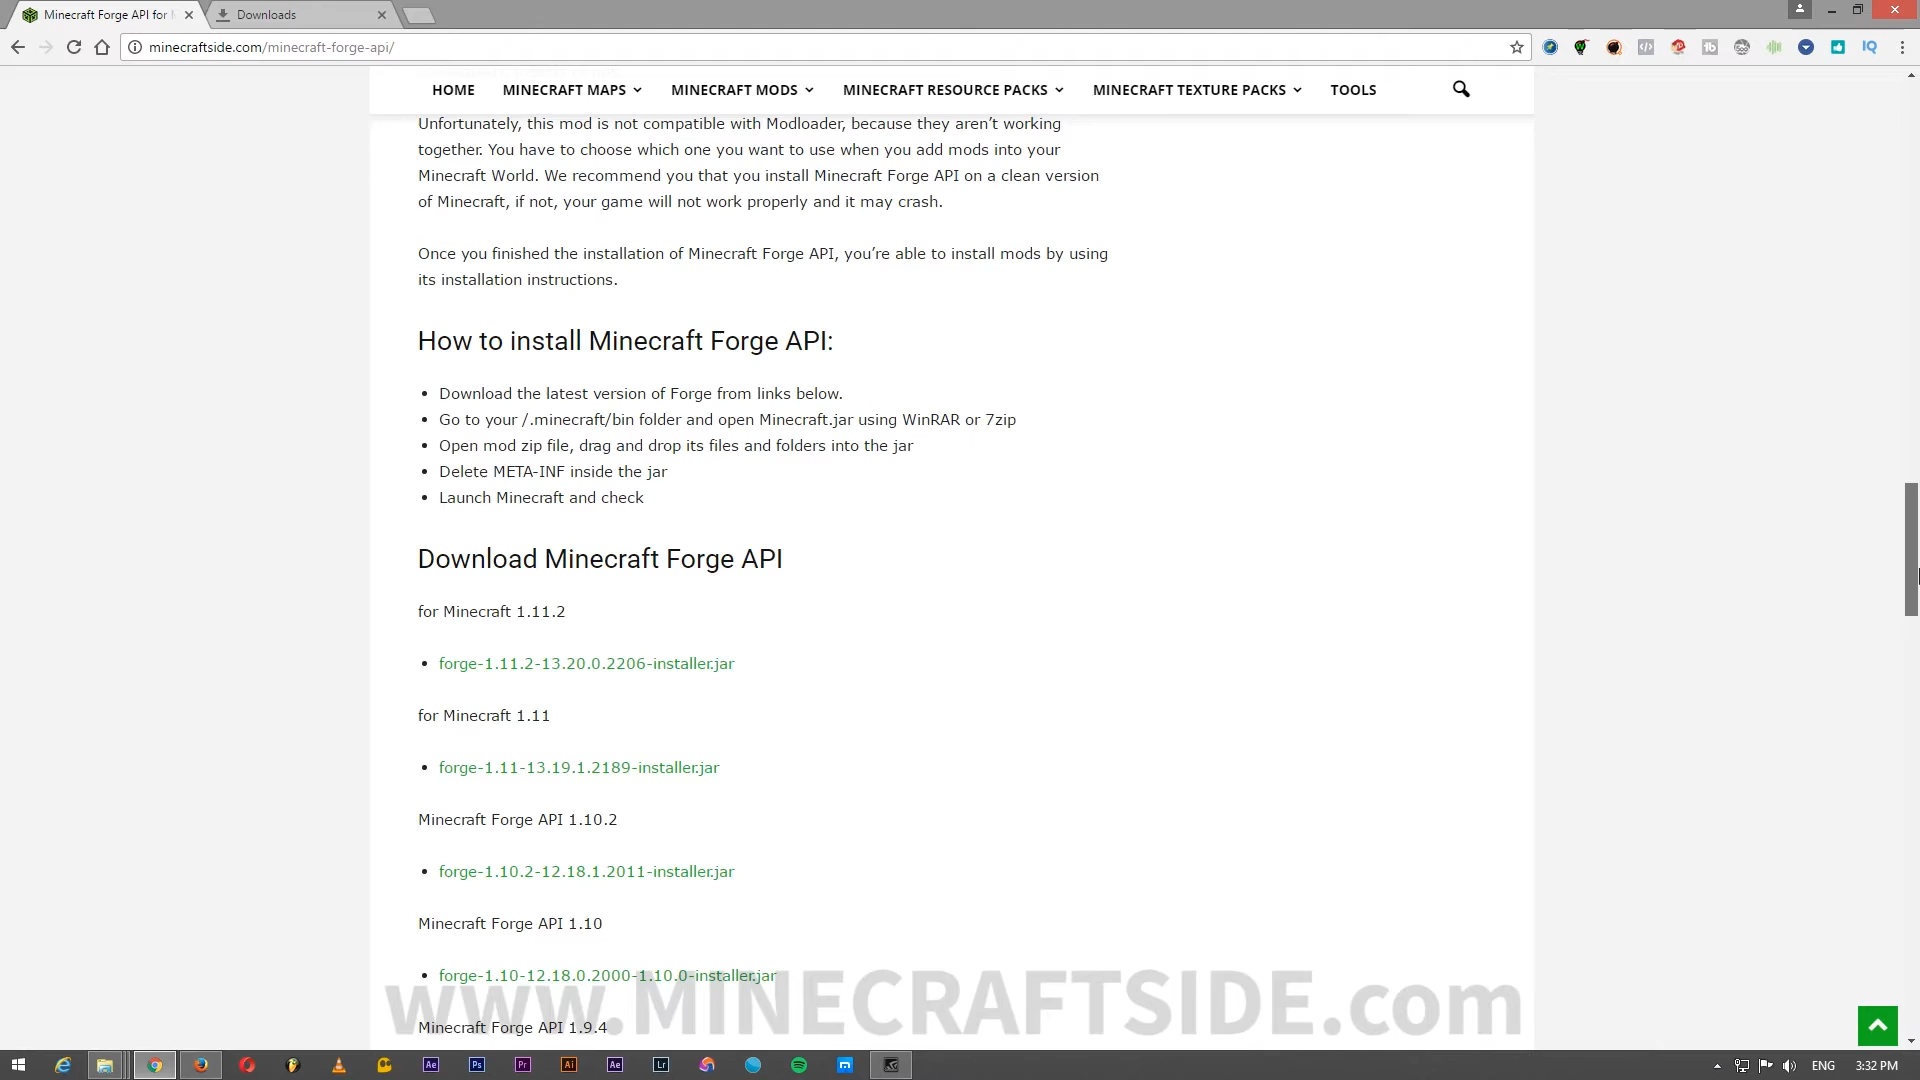 Minecraft Forge API for
Downloads
minecraftside.com/minecraft-forge-api/
IQ
HOME MINECRAFT MAPS MINECRAFT MODS MINECRAFT RESOURCE PACKS MINECRAFT TEXTURE PACKS TOOLS
Unfortunately, this mod is not compatible with Modloader, because they aren’t working
together. You have to choose which one you want to use when you add mods into your
Minecraft World. We recommend you that you install Minecraft Forge API on a clean version
of Minecraft, if not, your game will not work properly and it may crash.
Once you finished the installation of Minecraft Forge API, you’re able to install mods by using
its installation instructions.
How to install Minecraft Forge API:
• Download the latest version of Forge from links below.
• Go to your /.minecraft/bin folder and open Minecraft.jar using WinRAR or 7zip
• Open mod zip file, drag and drop its files and folders into the jar
• Delete META-INF inside the jar
• Launch Minecraft and check
Download Minecraft Forge API
for Minecraft 1.11.2
• forge-1.11.2-13.20.0.2206-installer.jar
for Minecraft 1.11
• forge-1.11-13.19.1.2189-installer.jar
Minecraft Forge API 1.10.2
• forge-1.10.2-12.18.1.2011-installer.jar
Minecraft Forge API 1.10
• forge-1.10-12.18.0.2000-1.10.0-installer.jar
www.MINECRAFTSIDE.com
Minecraft Forge API 1.9.4
Ae Ps Pr Ai Ae Lr
ENG 3:32 PM